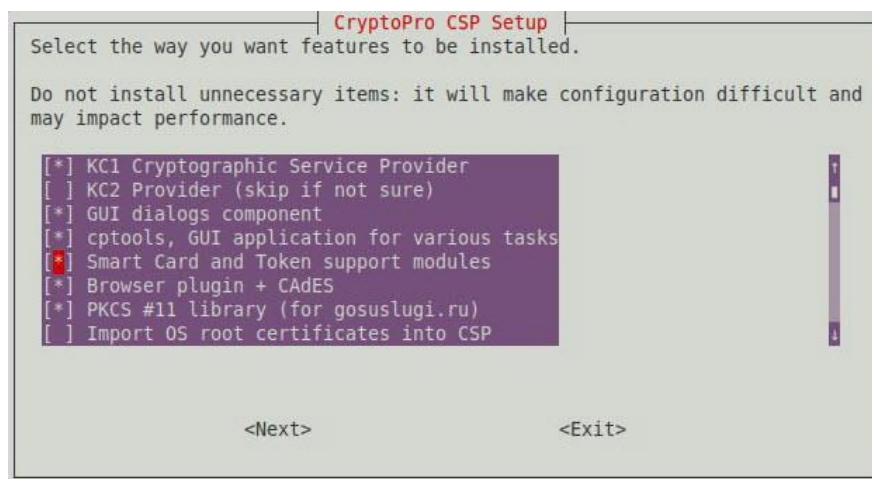 CryptoPro CSP Setup
Select the way you want features to be installed.
Do not install unnecessary items: it will make configuration difficult and
may impact performance.
[*] KC1 Cryptographic Service Provider
[ ] KC2 Provider (skip if not sure)
[*] GUI dialogs component
[*] cptools, GUI application for various tasks
[*] Smart Card and Token support modules
[*] Browser plugin + CAdES
[*] PKCS #11 library (for gosuslugi.ru)
[ ] Import OS root certificates into CSP
<Next> <Exit>